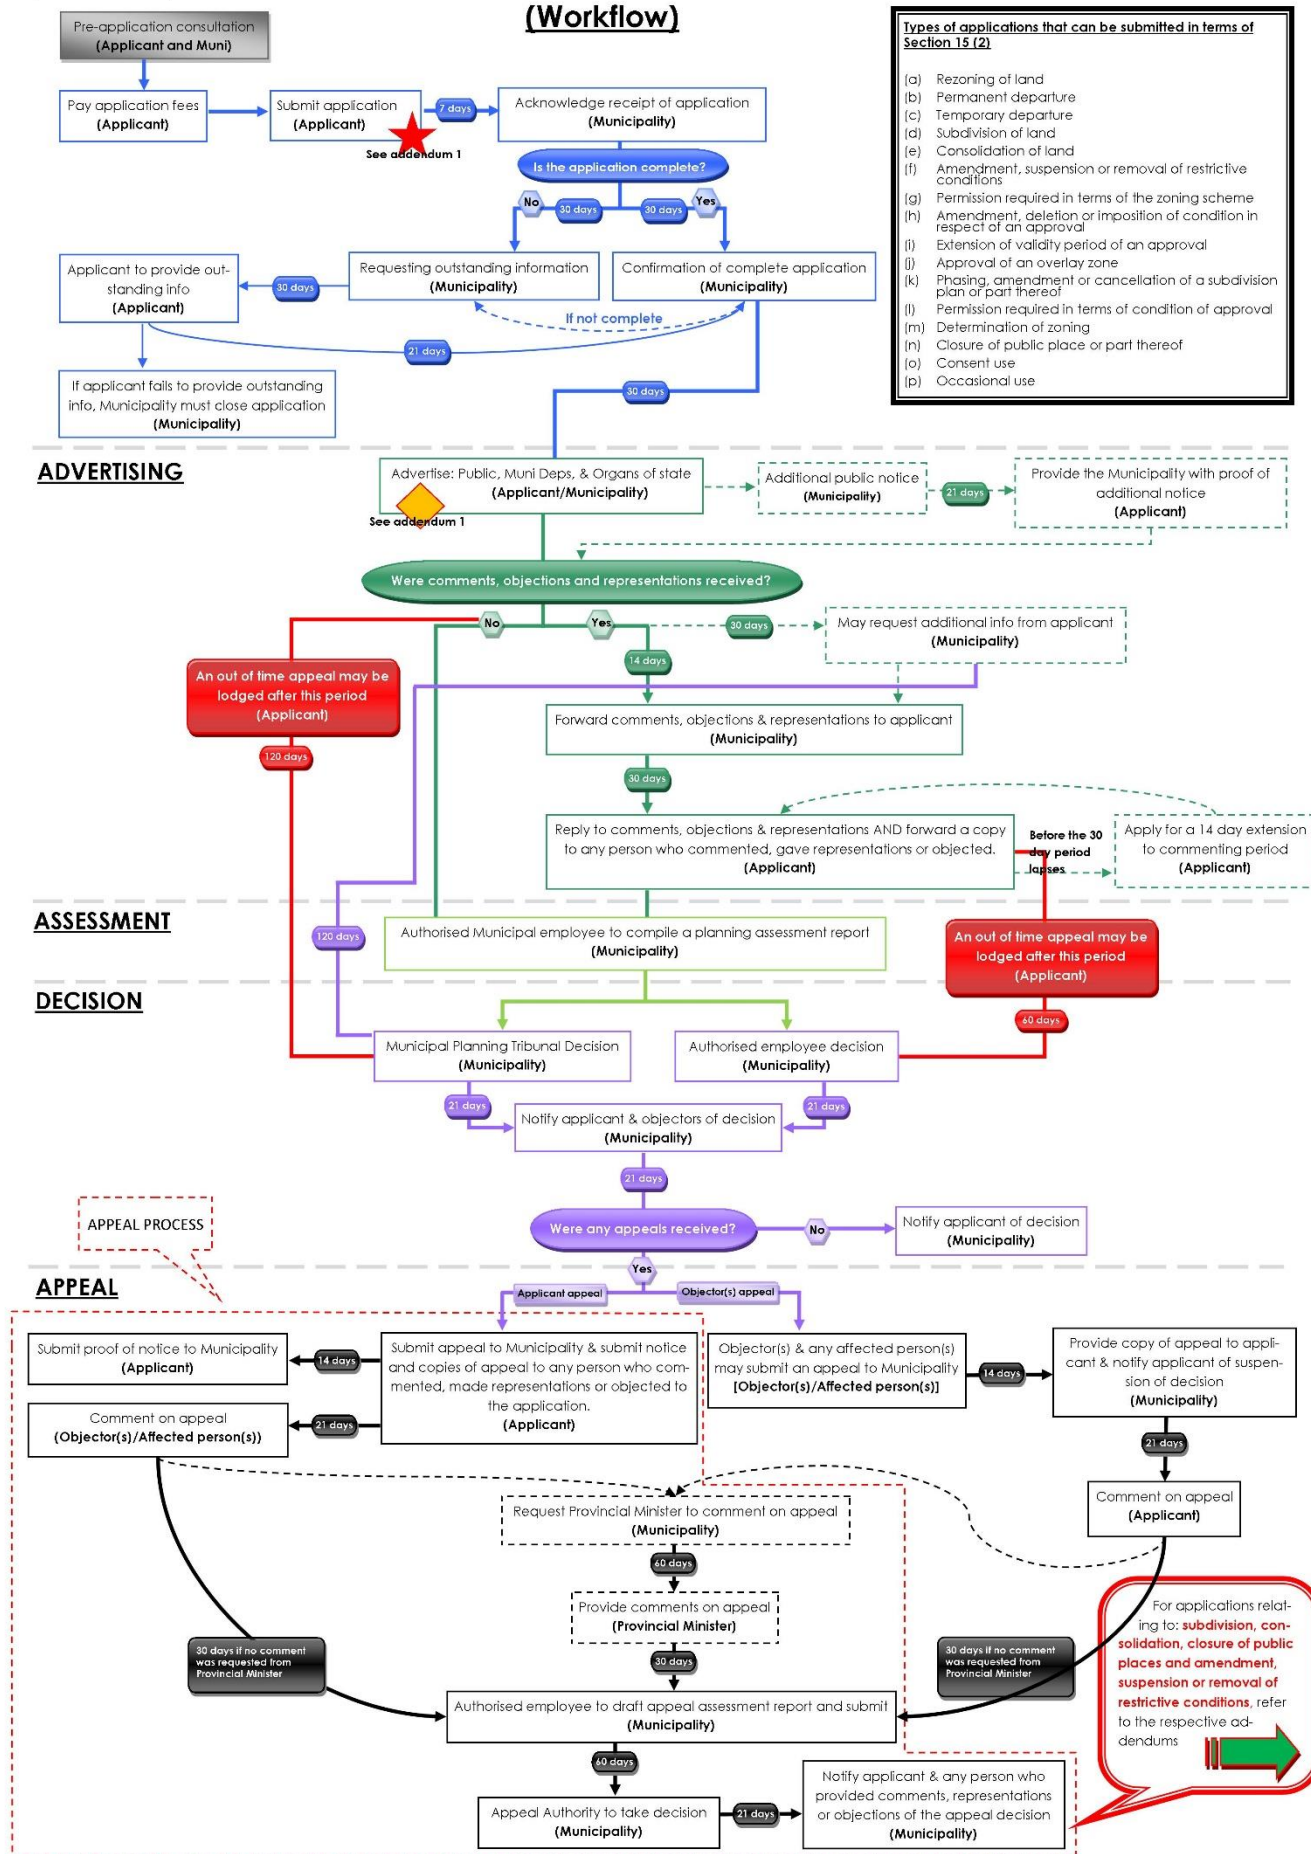 (Workflow)
Pre-application consultation
(Applicant and Muni)
Pay application fees
(Applicant)
Submit application
(Applicant)
See addendum 1
7 days
Acknowledge receipt of application
(Municipality)
Is the application complete?
No
30 days
30 days
Yes
Applicant to provide out-
standing info
(Applicant)
30 days
Requesting outstanding information
(Municipality)
Confirmation of complete application
(Municipality)
If not complete
21 days
If applicant fails to provide outstanding
info, Municipality must close application
(Municipality)
30 days
Types of applications that can be submitted in terms of
Section 15 (2)
(a) Rezoning of land
(b) Permanent departure
(c) Temporary departure
(d) Subdivision of land
(e) Consolidation of land
(f) Amendment, suspension or removal of restrictive
conditions
(g) Permission required in terms of the zoning scheme
(h) Amendment, deletion or imposition of condition in
respect of an approval
(i) Extension of validity period of an approval
(j) Approval of an overlay zone
(k) Phasing, amendment or cancellation of a subdivision
plan or part thereof
(l) Permission required in terms of condition of approval
(m) Determination of zoning
(n) Closure of public place or part thereof
(o) Consent use
(p) Occasional use
ADVERTISING
Advertise: Public, Muni Deps, & Organs of state
(Applicant/Municipality)
See addendum 1
Additional public notice
(Municipality)
21 days
Provide the Municipality with proof of
additional notice
(Applicant)
Were comments, objections and representations received?
No
Yes
30 days
May request additional info from applicant
(Municipality)
14 days
An out of time appeal may be
lodged after this period
(Applicant)
120 days
Forward comments, objections & representations to applicant
(Municipality)
30 days
Reply to comments, objections & representations AND forward a copy
to any person who commented, gave representations or objected.
(Applicant)
Before the 30
day period
lapses
Apply for a 14 day extension
to commenting period
(Applicant)
ASSESSMENT
120 days
Authorised Municipal employee to compile a planning assessment report
(Municipality)
An out of time appeal may be
lodged after this period
(Applicant)
60 days
DECISION
Municipal Planning Tribunal Decision
(Municipality)
Authorised employee decision
(Municipality)
21 days
21 days
Notify applicant & objectors of decision
(Municipality)
21 days
APPEAL PROCESS
Were any appeals received?
No
Notify applicant of decision
(Municipality)
Yes
APPEAL
Applicant appeal
Objector(s) appeal
Submit proof of notice to Municipality
(Applicant)
14 days
Submit appeal to Municipality & submit notice
and copies of appeal to any person who com-
mented, made representations or objected to
the application.
(Applicant)
Objector(s) & any affected person(s)
may submit an appeal to Municipality
[Objector(s)/Affected person(s)]
14 days
Provide copy of appeal to appli-
cant & notify applicant of suspen-
sion of decision
(Municipality)
Comment on appeal
(Objector(s)/Affected person(s))
21 days
21 days
Comment on appeal
(Applicant)
Request Provincial Minister to comment on appeal
(Municipality)
60 days
Provide comments on appeal
(Provincial Minister)
30 days
30 days if no comment
was requested from
Provincial Minister
30 days if no comment
was requested from
Provincial Minister
For applications relat-
ing to: subdivision, con-
solidation, closure of public
places and amendment,
suspension or removal of
restrictive conditions, refer
to the respective ad-
dendums
Authorised employee to draft appeal assessment report and submit
(Municipality)
60 days
Appeal Authority to take decision
(Municipality)
21 days
Notify applicant & any person who
provided comments, representations
or objections of the appeal decision
(Municipality)